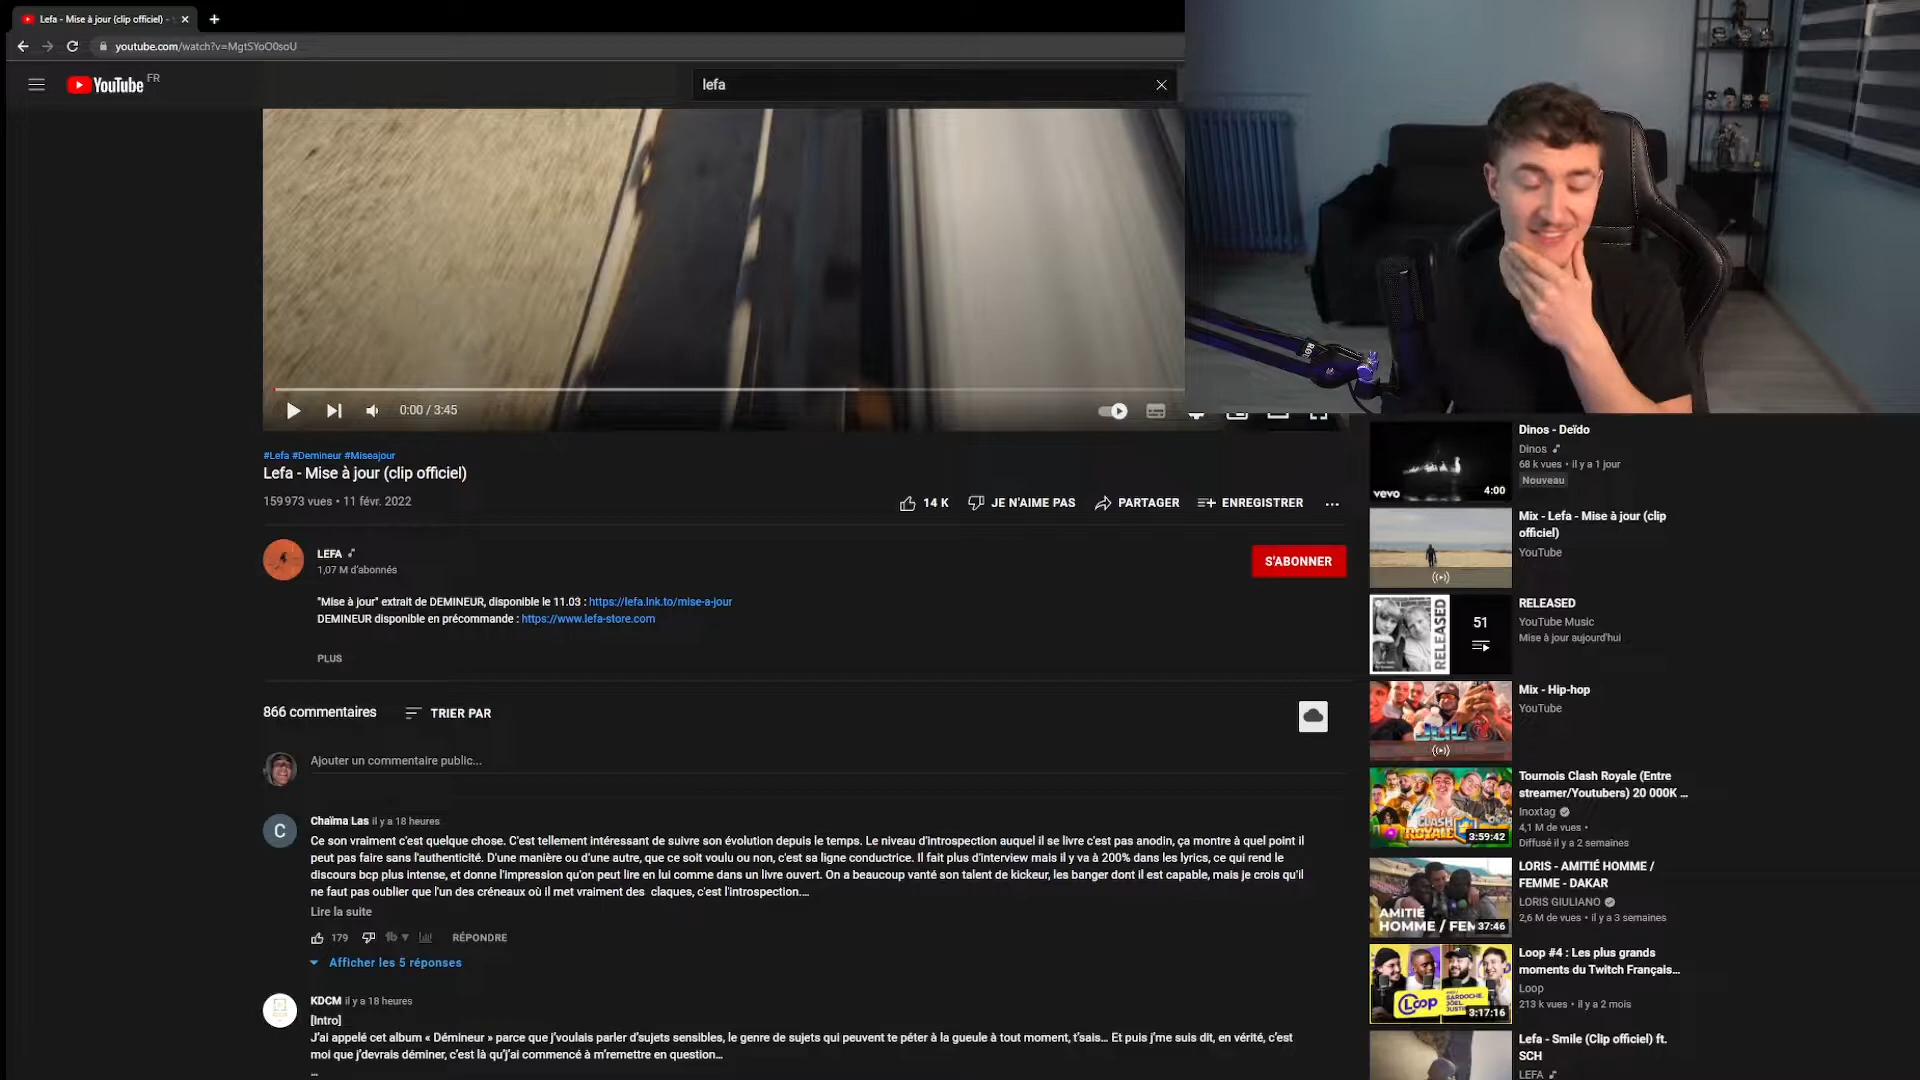 Lefa - Mise à jour (clip officiel) -
youtube.com/watch?v=MgtSYoO0soU
YouTube FR
lefa
0:00 / 3:45
#Lefa #Demineur #Miseajour
Lefa - Mise à jour (clip officiel)
159 973 vues • 11 févr. 2022
14 K JE N'AIME PAS PARTAGER ENREGISTRER
LEFA
1,07 M d'abonnés
S'ABONNER
"Mise à jour" extrait de DEMINEUR, disponible le 11.03 : https://lefa.lnk.to/mise-a-jour
DEMINEUR disponible en précommande : https://www.lefa-store.com
PLUS
866 commentaires TRIER PAR
Ajouter un commentaire public...
C
Chaïma Las il y a 18 heures
Ce son vraiment c'est quelque chose. C'est tellement intéressant de suivre son évolution depuis le temps. Le niveau d'introspection auquel il se livre c'est pas anodin, ça montre à quel point il
peut pas faire sans l'authenticité. D'une manière ou d'une autre, que ce soit voulu ou non, c'est sa ligne conductrice. Il fait plus d'interview mais il y va à 200% dans les lyrics, ce qui rend le
discours bcp plus intense, et donne l'impression qu'on peut lire en lui comme dans un livre ouvert. On a beaucoup vanté son talent de kickeur, les banger dont il est capable, mais je crois qu'il
ne faut pas oublier que l'un des créneaux où il met vraiment des claques, c'est l'introspection....
Lire la suite
179 RÉPONDRE
Afficher les 5 réponses
KDCM il y a 18 heures
[Intro]
J'ai appelé cet album « Démineur » parce que j'voulais parler d'sujets sensibles, le genre de sujets qui peuvent te péter à la gueule à tout moment, t'sais... Et puis j'me suis dit, en vérité, c'est
moi que j'devrais déminer, c'est là qu'j'ai commencé à m'remettre en question...
...
vevo 4:00
Dinos - Deïdo
Dinos
68 k vues • il y a 1 jour
Nouveau
Mix - Lefa - Mise à jour (clip
officiel)
YouTube
RELEASED
51
RELEASED
YouTube Music
Mise à jour aujourd'hui
JUL
Mix - Hip-hop
YouTube
CLASH
ROYALE
3:59:42
Tournois Clash Royale (Entre
streamer/Youtubers) 20 000K ...
Inoxtag
4,1 M de vues •
Diffusé il y a 2 semaines
AMITIÉ
HOMME / FEM
37:46
LORIS - AMITIÉ HOMME /
FEMME - DAKAR
LORIS GIULIANO
2,6 M de vues • il y a 3 semaines
LOOP
SARDOCHE,
3:17:16
Loop #4 : Les plus grands
moments du Twitch Français...
Loop
213 k vues • il y a 2 mois
Lefa - Smile (Clip officiel) ft.
SCH
LEFA